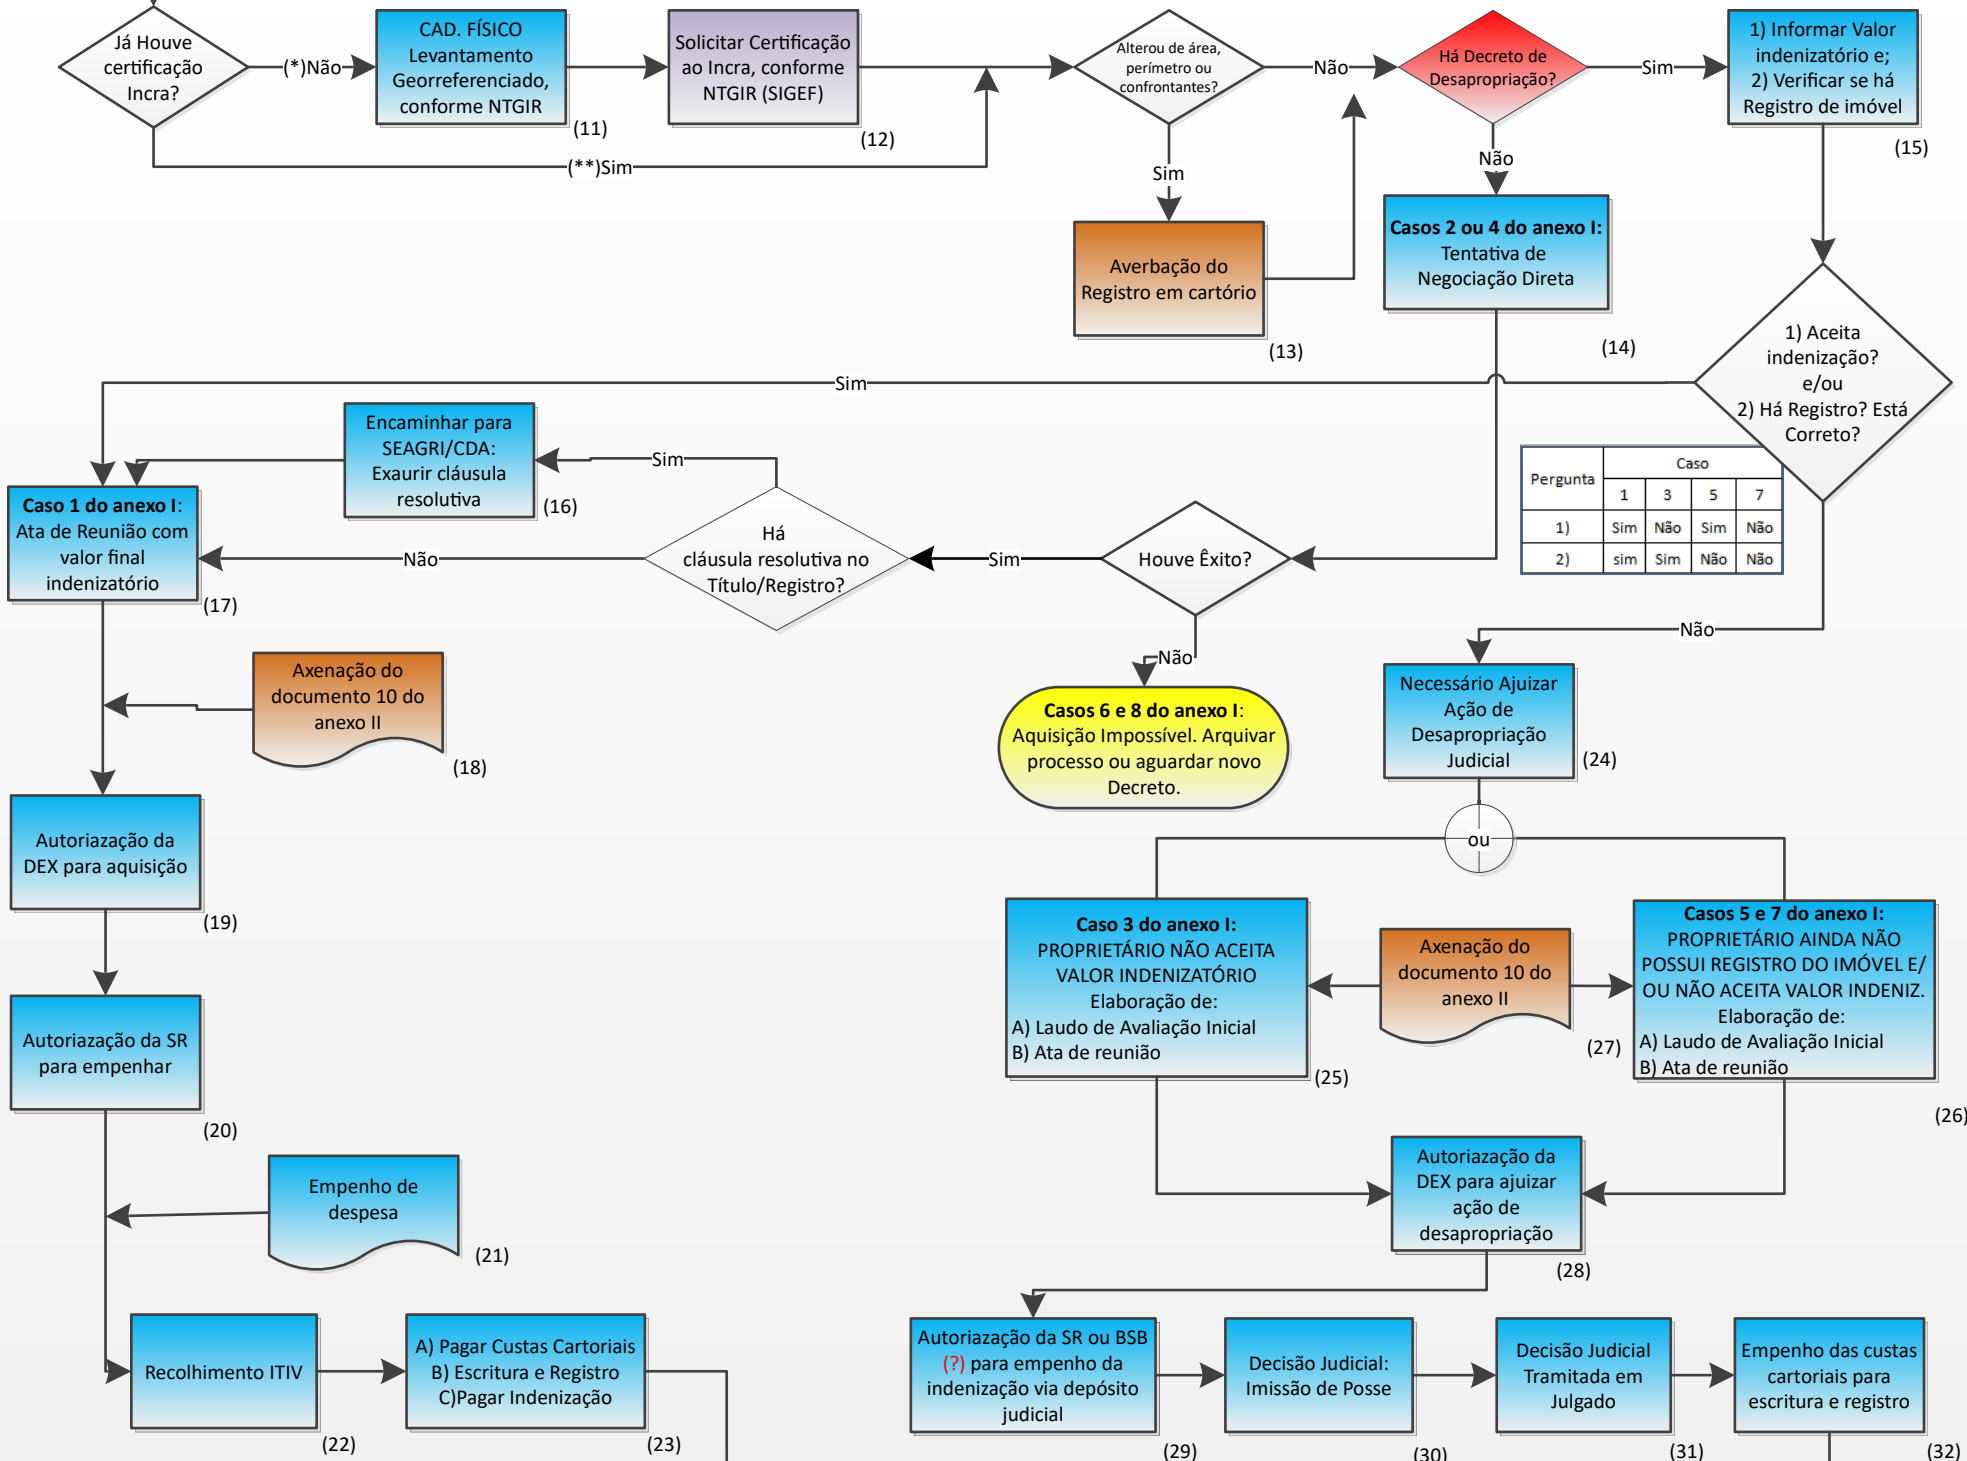 Já Houve
certificação
Incra?
(*)Não
CAD. FÍSICO
Levantamento
Georreferenciado,
conforme NTGIR
(11)
Solicitar Certificação
ao Incra, conforme
NTGIR (SIGEF)
(12)
(**)Sim
Alterou de área,
perímetro ou
confrontantes?
Não
Sim
Averbação do
Registro em cartório
(13)
Há Decreto de
Desapropriação?
Sim
Não
1) Informar Valor
indenizatório e;
2) Verificar se há
Registro de imóvel
(15)
Casos 2 ou 4 do anexo I:
Tentativa de
Negociação Direta
(14)
1) Aceita
indenização?
e/ou
2) Há Registro? Está
Correto?
Sim
Pergunta Caso
1 3 5 7
1) Sim Não Sim Não
2) sim Sim Não Não
Não
Encaminhar para
SEAGRI/CDA:
Exaurir cláusula
resolutiva
(16)
Sim
Há
cláusula resolutiva no
Título/Registro?
Não
Sim
Houve Êxito?
Não
Caso 1 do anexo I:
Ata de Reunião com
valor final
indenizatório
(17)
Axenação do
documento 10 do
anexo II
(18)
Casos 6 e 8 do anexo I:
Aquisição Impossível. Arquivar
processo ou aguardar novo
Decreto.
Necessário Ajuizar
Ação de
Desapropriação
Judicial
(24)
ou
Autoriazação da
DEX para aquisição
(19)
Caso 3 do anexo I:
PROPRIETÁRIO NÃO ACEITA
VALOR INDENIZATÓRIO
Elaboração de:
A) Laudo de Avaliação Inicial
B) Ata de reunião
(25)
Axenação do
documento 10 do
anexo II
(27)
Casos 5 e 7 do anexo I:
PROPRIETÁRIO AINDA NÃO
POSSUI REGISTRO DO IMÓVEL E/
OU NÃO ACEITA VALOR INDENIZ.
Elaboração de:
A) Laudo de Avaliação Inicial
B) Ata de reunião
(26)
Autoriazação da SR
para empenhar
(20)
Empenho de
despesa
(21)
Autoriazação da
DEX para ajuizar
ação de
desapropriação
(28)
Recolhimento ITIV
(22)
A) Pagar Custas Cartoriais
B) Escritura e Registro
C)Pagar Indenização
(23)
Autoriazação da SR ou BSB
(?) para empenho da
indenização via depósito
judicial
(29)
Decisão Judicial:
Imissão de Posse
(30)
Decisão Judicial
Tramitada em
Julgado
(31)
Empenho das custas
cartoriais para
escritura e registro
(32)